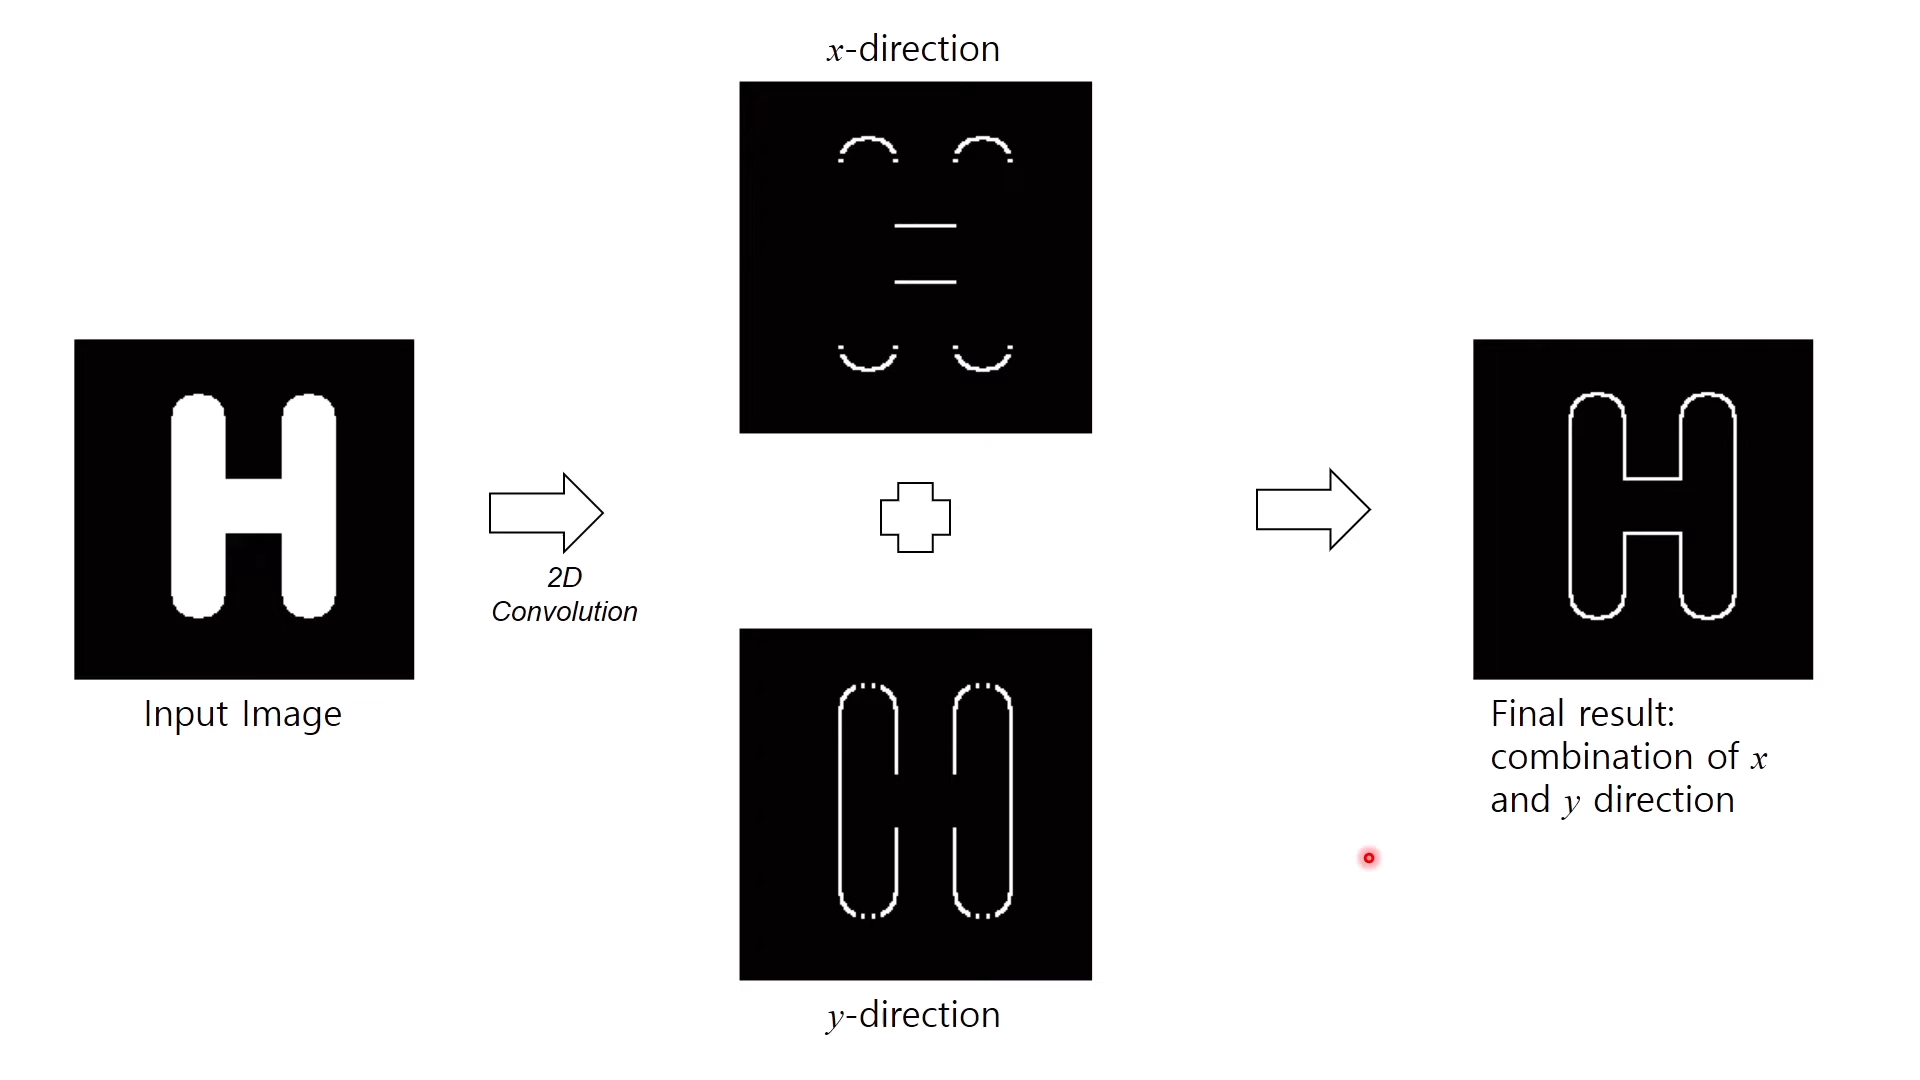 x-direction
2D
Convolution
Input Image
Final result:
combination of x
and y direction
y-direction